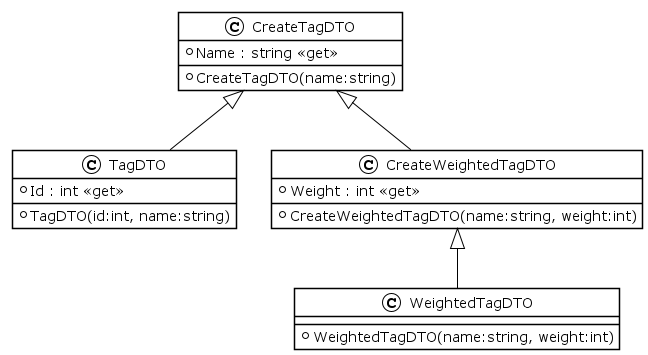 C CreateTagDTO
Name : string «get»
CreateTagDTO(name:string)
C TagDTO
Id : int «get»
TagDTO(id:int, name:string)
C CreateWeightedTagDTO
Weight : int «get»
CreateWeightedTagDTO(name:string, weight:int)
C WeightedTagDTO
WeightedTagDTO(name:string, weight:int)